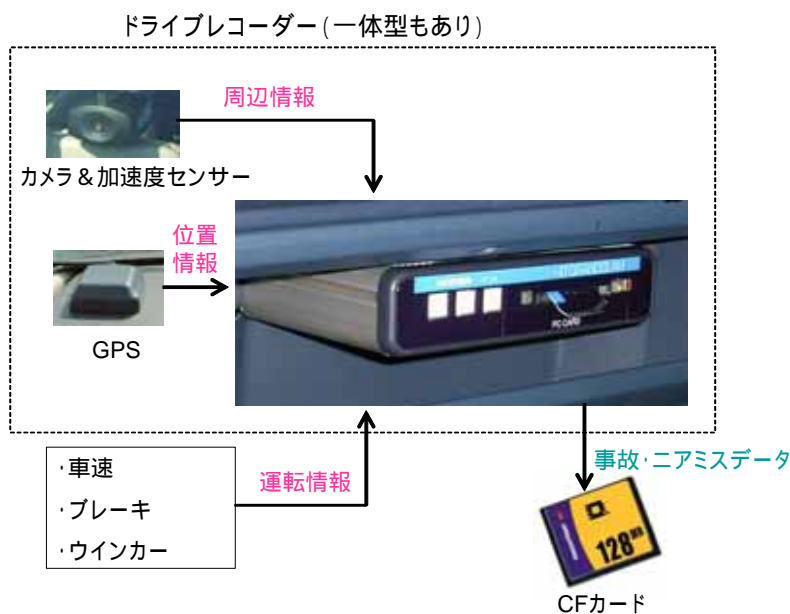 ドライブレコーダー(一体型もあり)
周辺情報
カメラ＆加速度センサー
位置
情報
GPS
PC CARD
・車速
・ブレーキ
・ウインカー
運転情報
事故・ニアミスデータ
128MB
CFカード